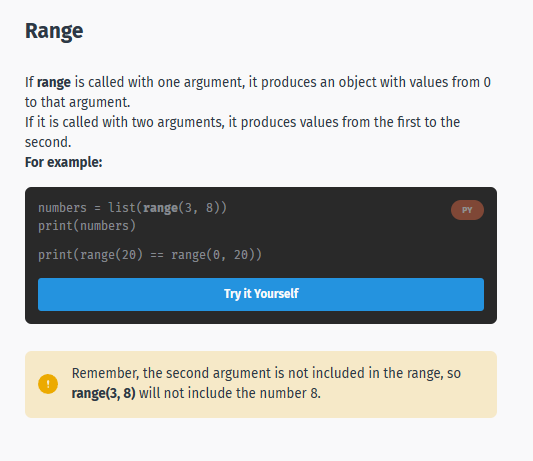 Range
If range is called with one argument, it produces an object with values from 0
to that argument.
If it is called with two arguments, it produces values from the first to the
second.
For example:
numbers = list(range(3, 8))
PY
print(numbers)
print(range(20) == range(0, 20))
Try it Yourself
!
Remember, the second argument is not included in the range, so
range(3, 8) will not include the number 8.